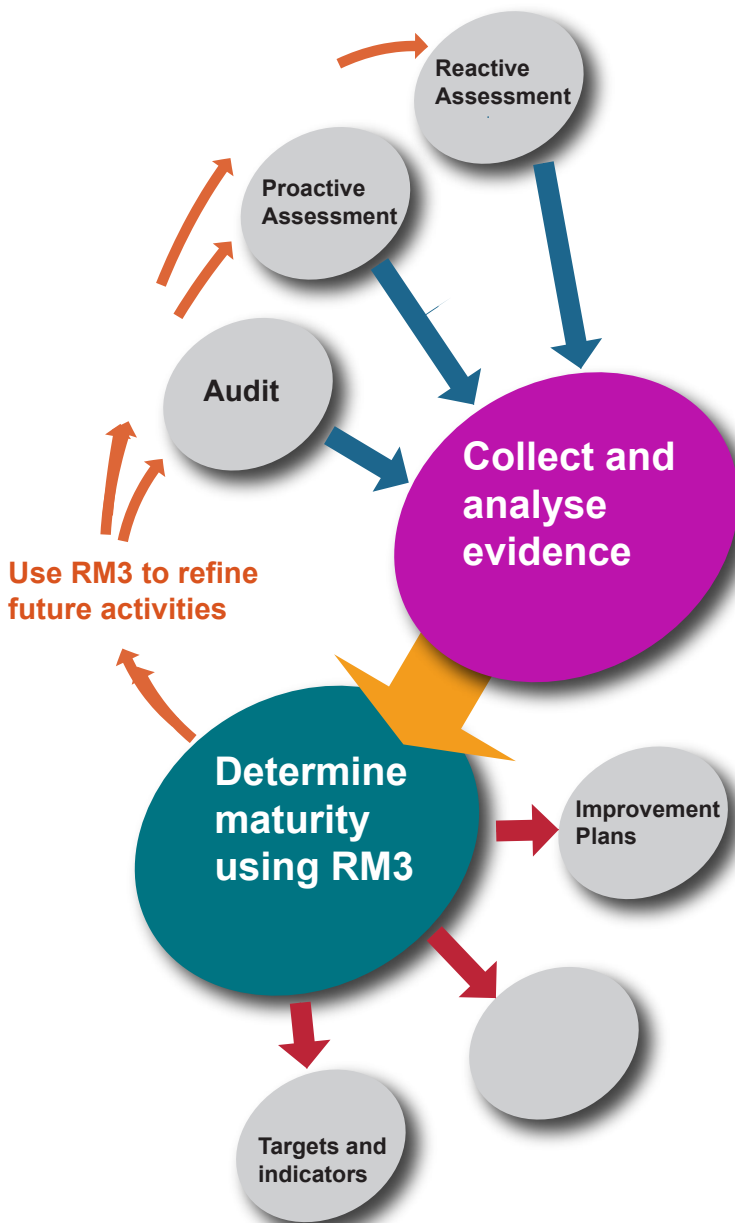 Reactive
Assessment
Proactive
Assessment
Audit
Collect and
analyse
evidence
Use RM3 to refine
future activities
Determine
maturity
using RM3
Improvement
Plans
Targets and
indicators